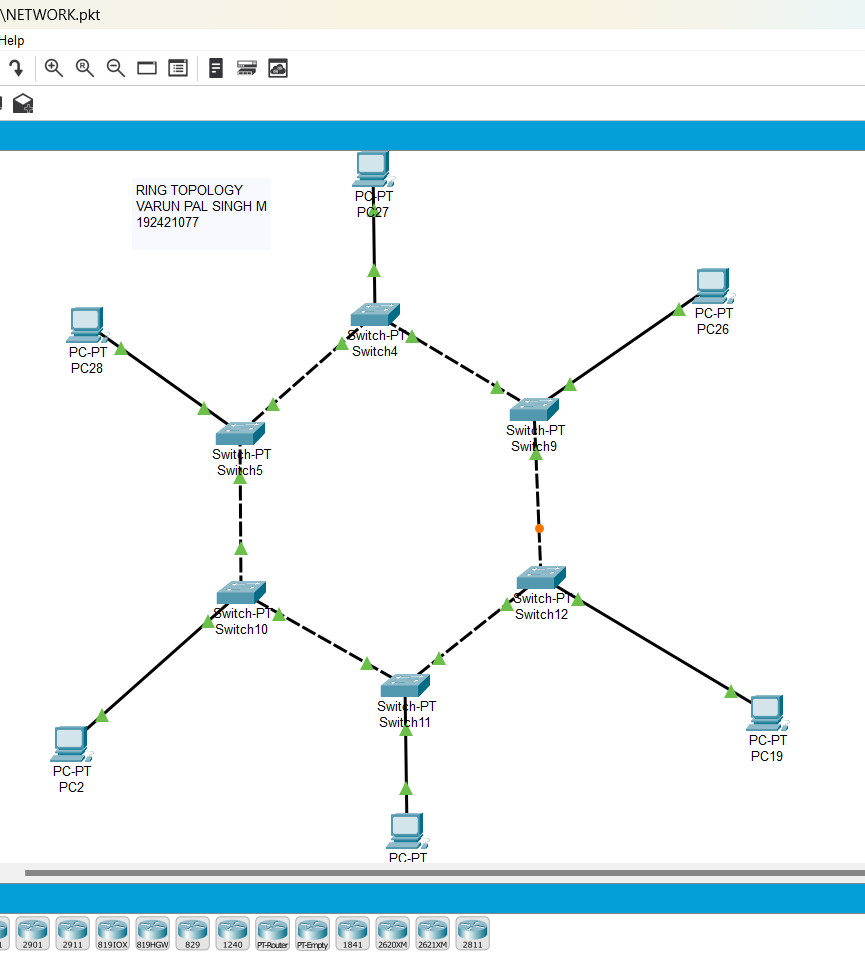 \NETWORK.pkt
Help
RING TOPOLOGY
VARUN PAL SINGH M
192421077
PC-PT
PC27
PC-PT
PC26
Switch-PT
Switch4
PC-PT
PC28
Switch-PT
Switch9
Switch-PT
Switch5
Switch-PT
Switch12
Switch-PT
Switch10
Switch-PT
Switch11
PC-PT
PC19
PC-PT
PC2
PC-PT
1 2901 2911 819IOX 819HGW 829 1240 PT-Router PT-Empty 1841 2620XM 2621XM 2811